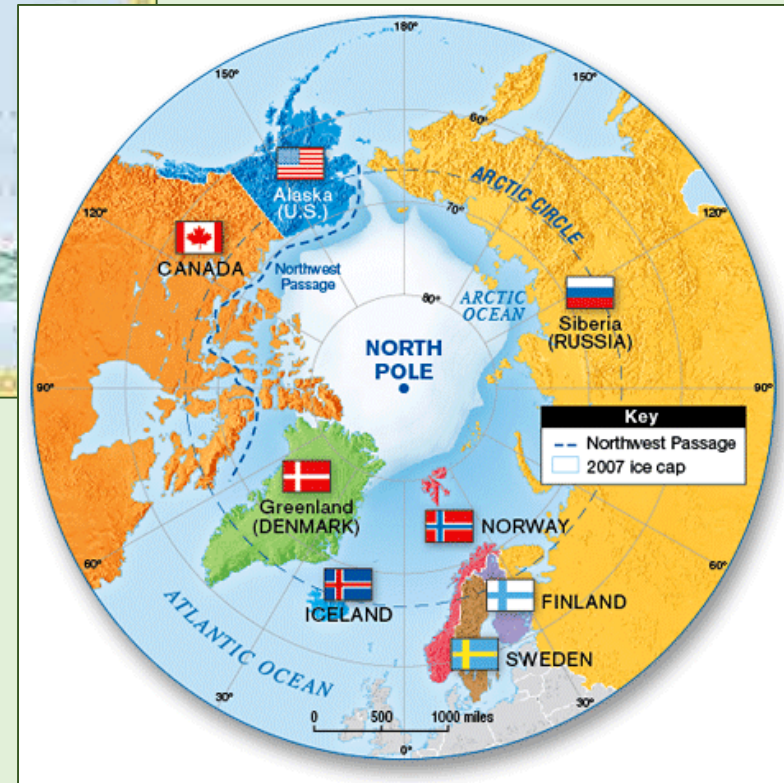 180°
150°
150°
60°
Alaska
(U.S.)
ARCTIC CIRCLE
70°
120°
120°
CANADA
Northwest
Passage
80°
ARCTIC
OCEAN
Siberia
(RUSSIA)
NORTH
POLE
90°
90°
Key
Northwest Passage
2007 ice cap
Greenland
(DENMARK)
NORWAY
60°
60°
ICELAND
FINLAND
ATLANTIC OCEAN
SWEDEN
30°
30°
0 500 1000 miles
0°